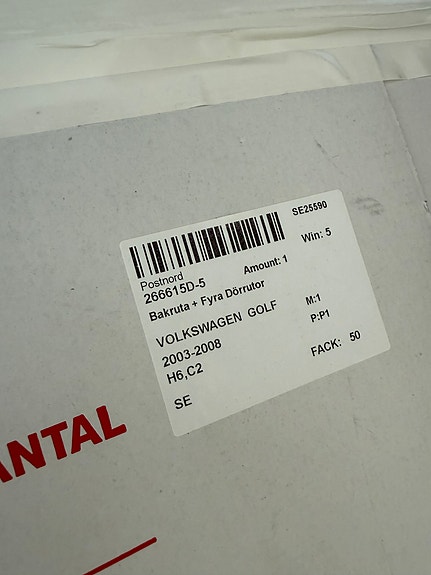 SE25590
Postnord
266615D-5
Amount: 1
Win: 5
Bakruta + Fyra Dörrutor
VOLKSWAGEN GOLF
2003-2008
H6,C2
SE
M:1
P:P1
FACK: 50
ANTAL